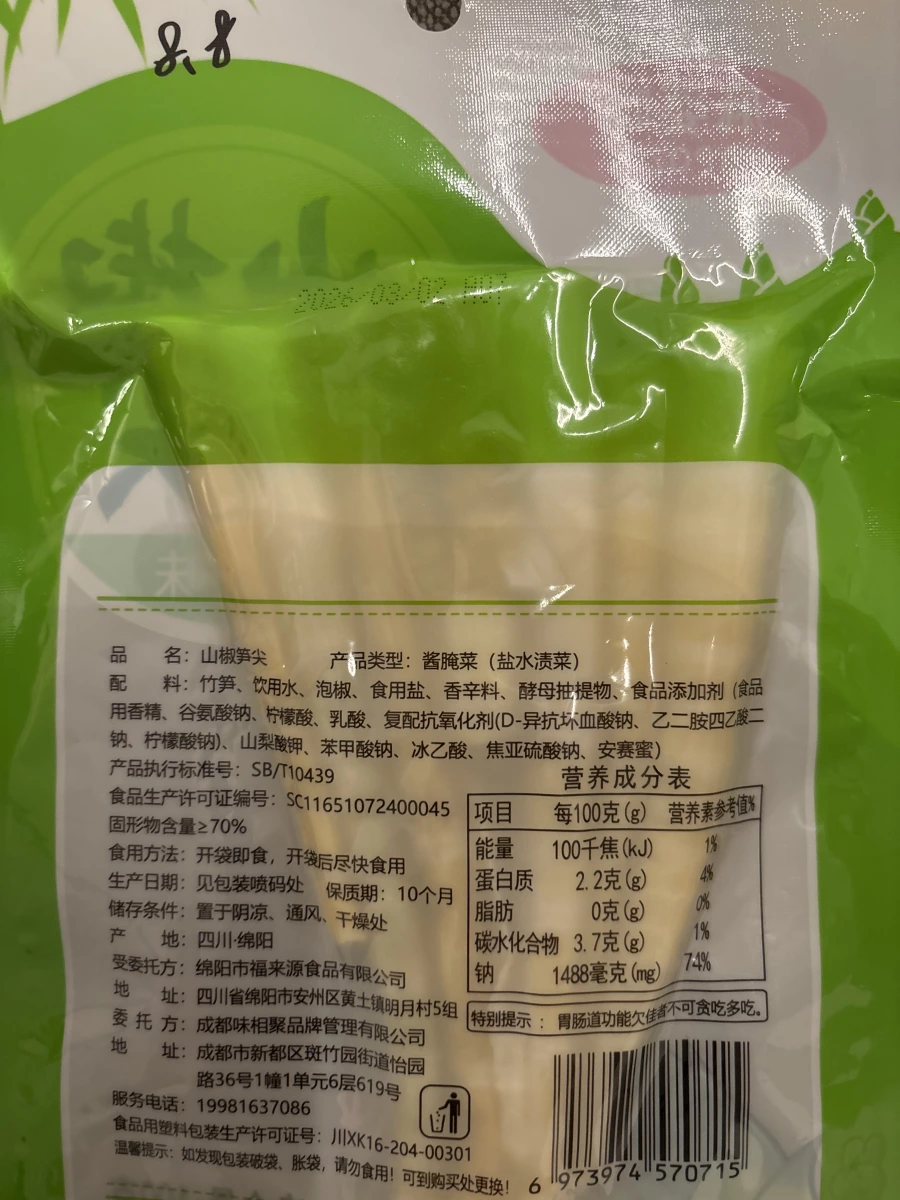 8.8
2026/03/02 H07
品 名：山椒笋尖 产品类型：酱腌菜（盐水渍菜）
配 料：竹笋、饮用水、泡椒、食用盐、香辛料、酵母抽提物、食品添加剂（食品
用香精、谷氨酸钠、柠檬酸、乳酸、复配抗氧化剂(D-异抗坏血酸钠、乙二胺四乙酸二
钠、柠檬酸钠)、山梨酸钾、苯甲酸钠、冰乙酸、焦亚硫酸钠、安赛蜜）
产品执行标准号：SB/T10439
食品生产许可证编号：SC11651072400045
固形物含量≥70%
食用方法：开袋即食，开袋后尽快食用
生产日期：见包装喷码处 保质期：10个月
储存条件：置于阴凉、通风、干燥处
产 地：四川·绵阳
受委托方：绵阳市福来源食品有限公司
地 址：四川省绵阳市安州区黄土镇明月村5组
委 托 方：成都味相聚品牌管理有限公司
地 址：成都市新都区斑竹园街道怡园
路36号1幢1单元6层619号
服务电话：19981637086
食品用塑料包装生产许可证号：川XK16-204-00301
温馨提示：如发现包装破袋、胀袋，请勿食用！可到购买处更换！
营养成分表
项目 每100克(g) 营养素参考值%
能量 100千焦(kJ) 1%
蛋白质 2.2克(g) 4%
脂肪 0克(g) 0%
碳水化合物 3.7克(g) 1%
钠 1488毫克(mg) 74%
特别提示：胃肠道功能欠佳者不可贪吃多吃。
6 973974 570715